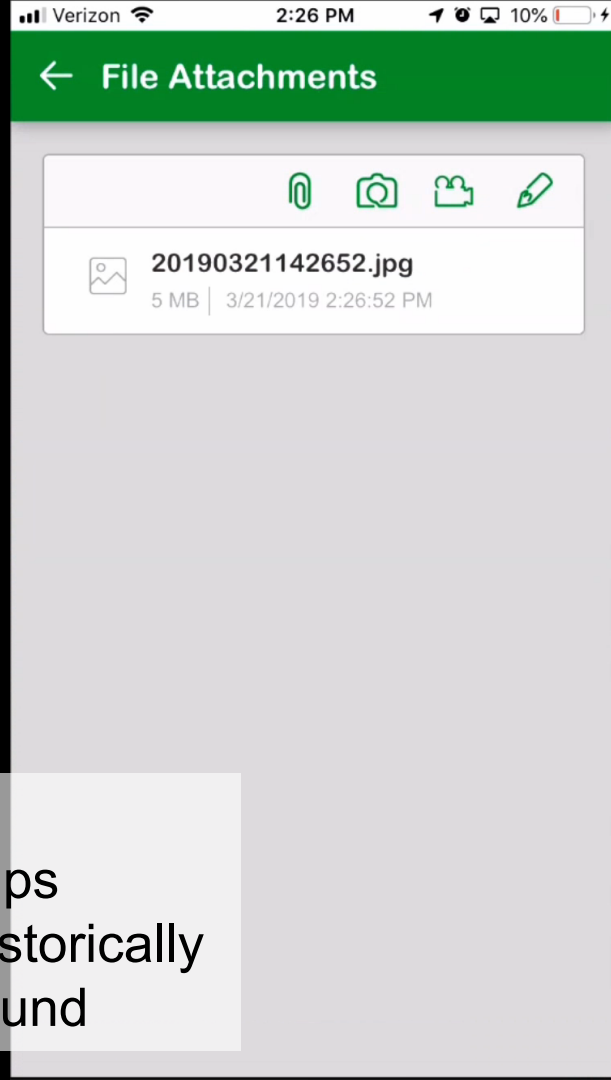 Verizon 2:26 PM 10%
File Attachments
20190321142652.jpg
5 MB 3/21/2019 2:26:52 PM
ps
storically
und